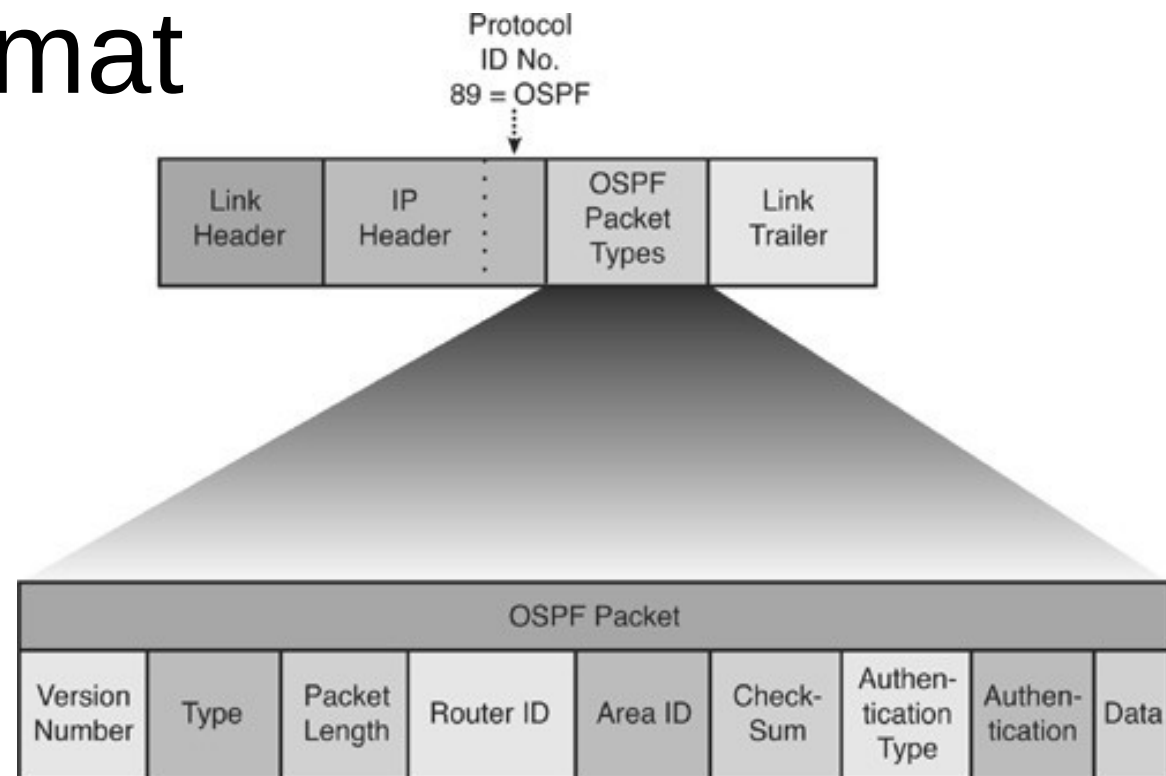 mat
Protocol
ID No.
89 = OSPF
Link
Header
IP
Header
OSPF
Packet
Types
Link
Trailer
OSPF Packet
Version
Number
Type
Packet
Length
Router ID
Area ID
Check-
Sum
Authen-
tication
Type
Authen-
tication
Data